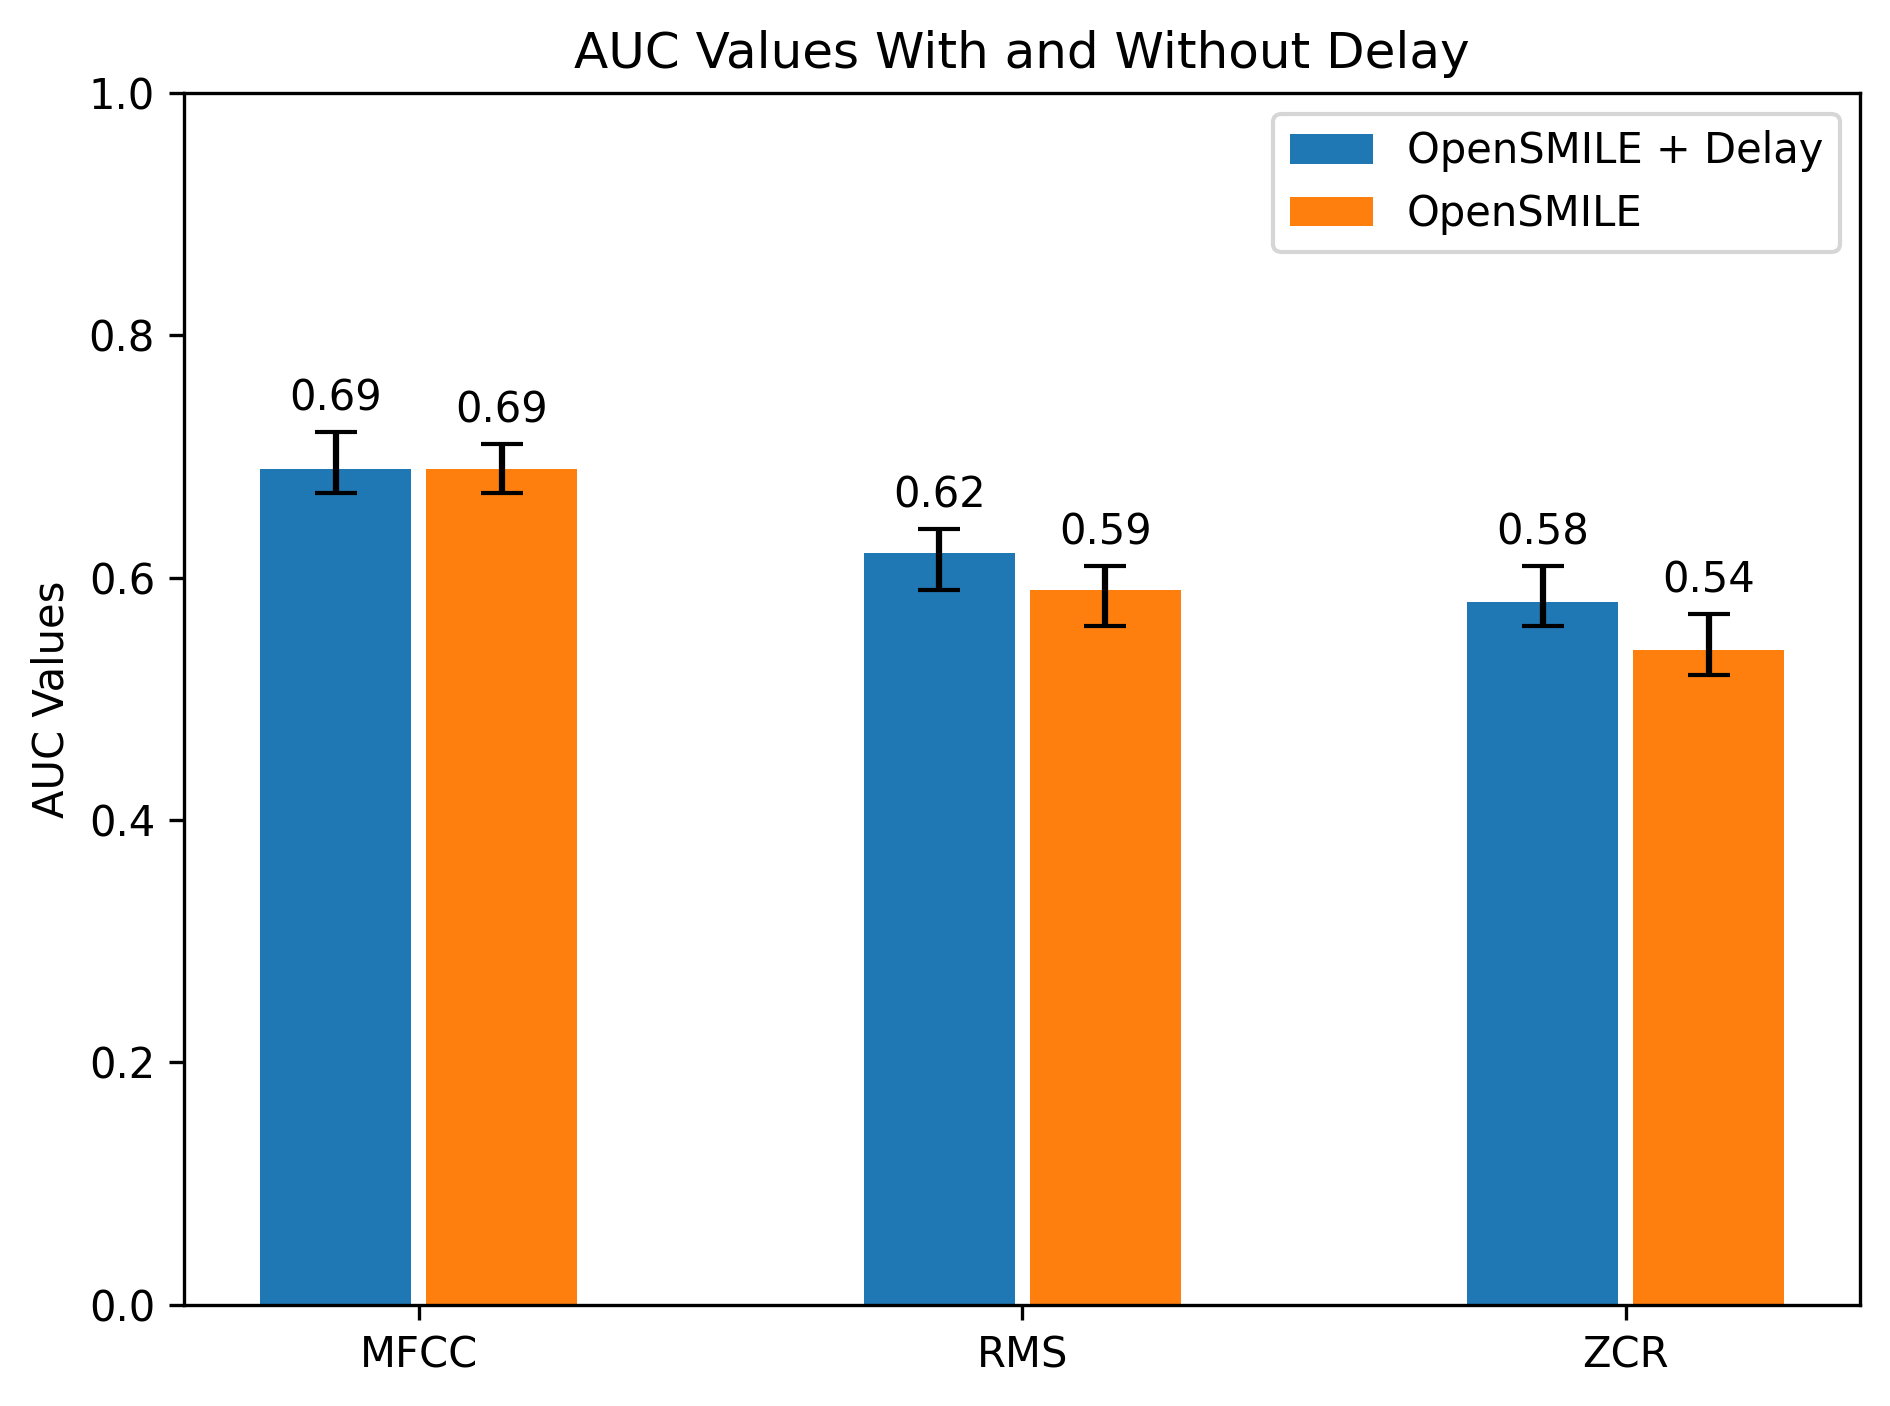 AUC Values With and Without Delay
OpenSMILE + Delay
OpenSMILE
AUC Values
1.0
0.8
0.6
0.4
0.2
0.0
0.69
0.69
0.62
0.59
0.58
0.54
MFCC
RMS
ZCR